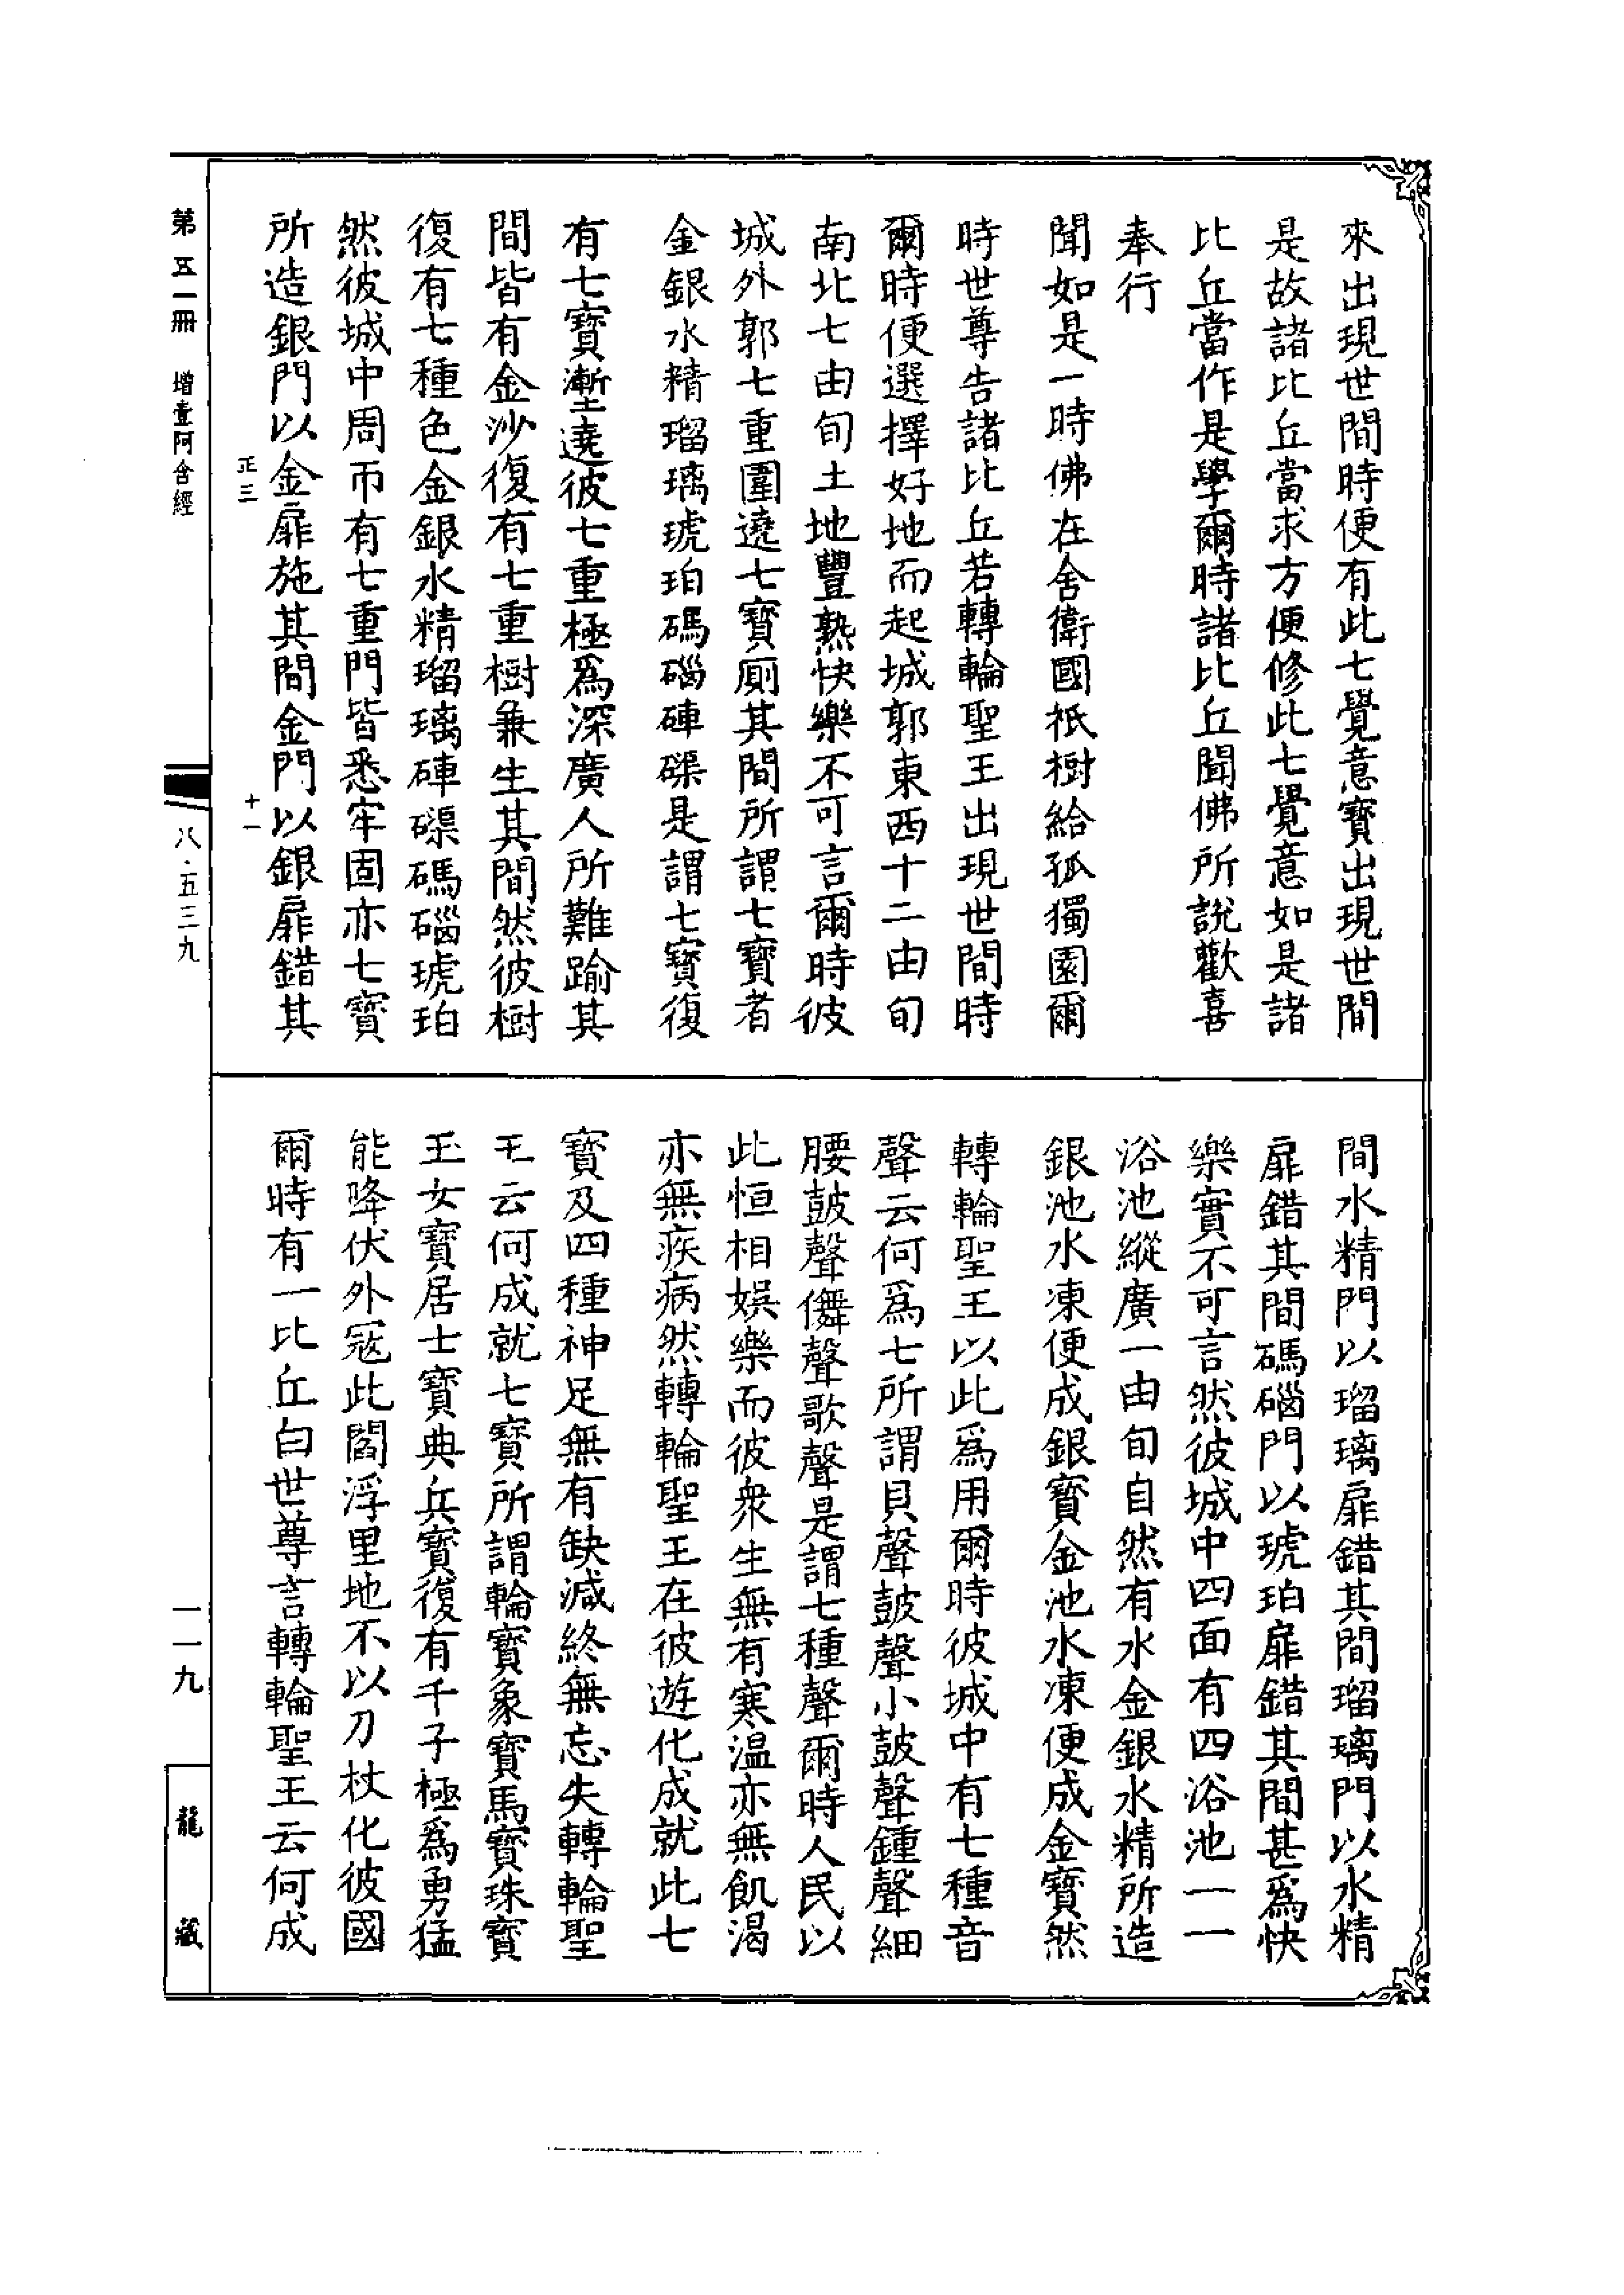 來出現世間時便有此七覺意寶出現世間
是故諸比丘當求方便修此七覺意如是諸
比丘當作是學爾時諸比丘聞佛所說歡喜
奉行
聞如是一時佛在舍衛國祇樹給孤獨園爾
時世尊告諸比丘若轉輪聖王出現世間時
爾時便選擇好地而起城郭東西十二由旬
南北七由旬土地豐熟快樂不可言爾時彼
城外郭七重圍遶七寶廁其間所謂七寶者
金銀水精瑠璃琥珀碼碯硨磲是謂七寶復
有七寶塹遶彼七重極爲深廣人所難踰其
間皆有金沙復有七重樹兼生其間然彼樹
復有七種色金銀水精瑠璃硨磲碼碯琥珀
然彼城中周帀有七重門皆悉牢固亦七寶
所造銀門以金扉施其間金門以銀扉錯其
間水精門以瑠璃扉錯其間瑠璃門以水精
扉錯其間碼碯門以琥珀扉錯其間甚爲快
樂實不可言然彼城中四面有四浴池一一
浴池縱廣一由旬自然有水金銀水精所造
銀池水凍便成銀寶金池水凍便成金寶然
轉輪聖王以此爲用爾時彼城中有七種音
聲云何爲七所謂貝聲鼓聲小鼓聲鍾聲細
腰鼓聲儛聲歌聲是謂七種聲爾時人民以
此恒相娛樂而彼衆生無有寒温亦無飢渴
亦無疾病然轉輪聖王在彼遊化成就此七
寶及四種神足無有缺減終無忘失轉輪聖
王云何成就七寶所謂輪寶象寶馬寶珠寶
玉女寶居士寶典兵寶復有千子極爲勇猛
能降伏外寇此閻浮里地不以刀杖化彼國
爾時有一比丘白世尊言轉輪聖王云何成
正三
十一
第五一冊 增壹阿含經
八·五三九
一一九
龍藏